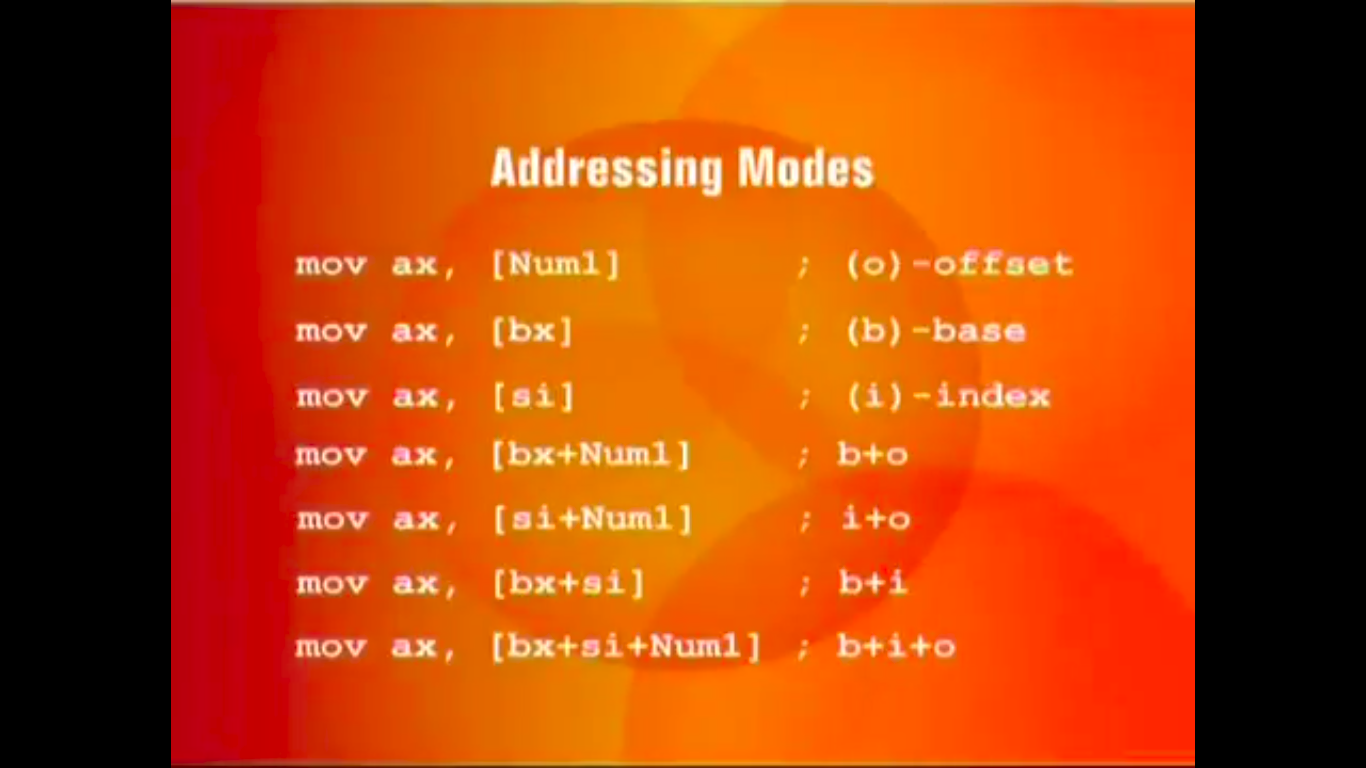 Addressing Modes
mov ax, [Num1] ; (o)-offset
mov ax, [bx] ; (b)-base
mov ax, [si] ; (i)-index
mov ax, [bx+Num1] ; b+o
mov ax, [si+Num1] ; i+o
mov ax, [bx+si] ; b+i
mov ax, [bx+si+Num1] ; b+i+o